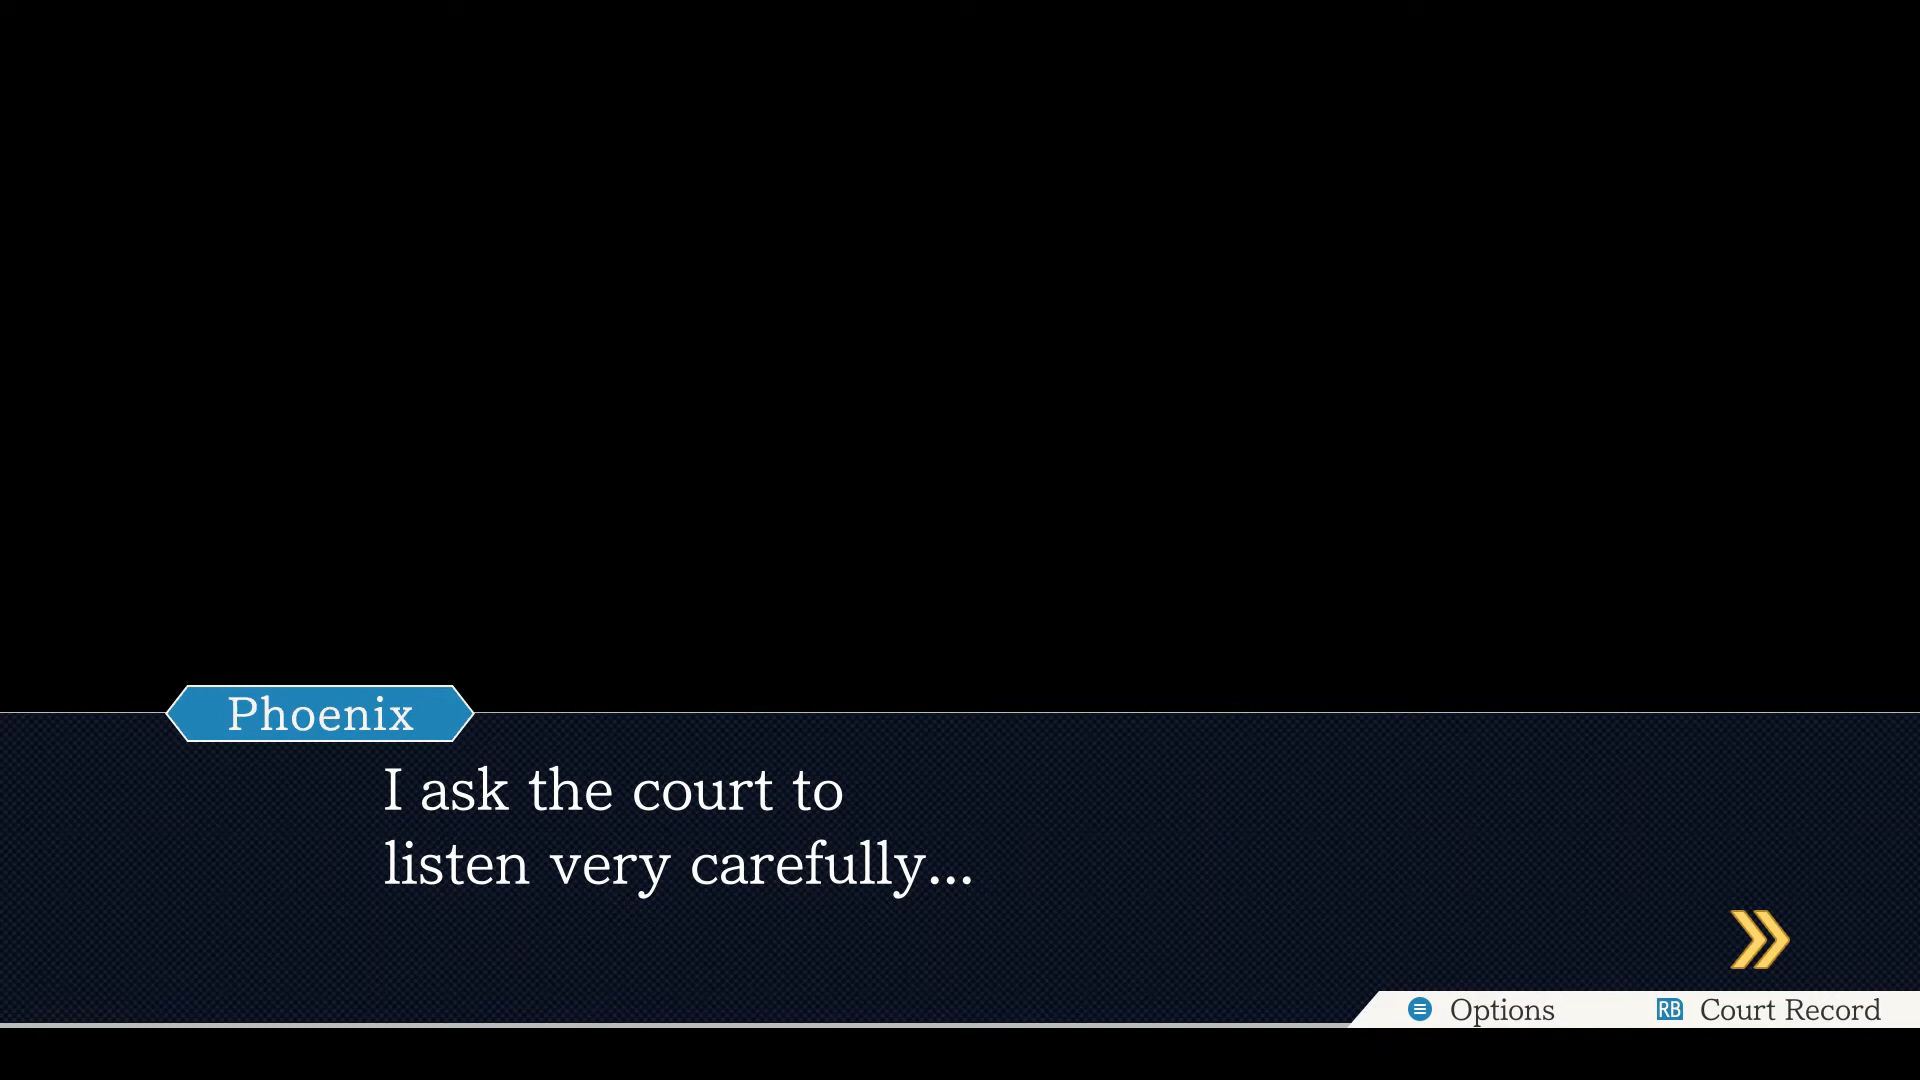 Phoenix
I ask the court to
listen very carefully...
Options
RB Court Record